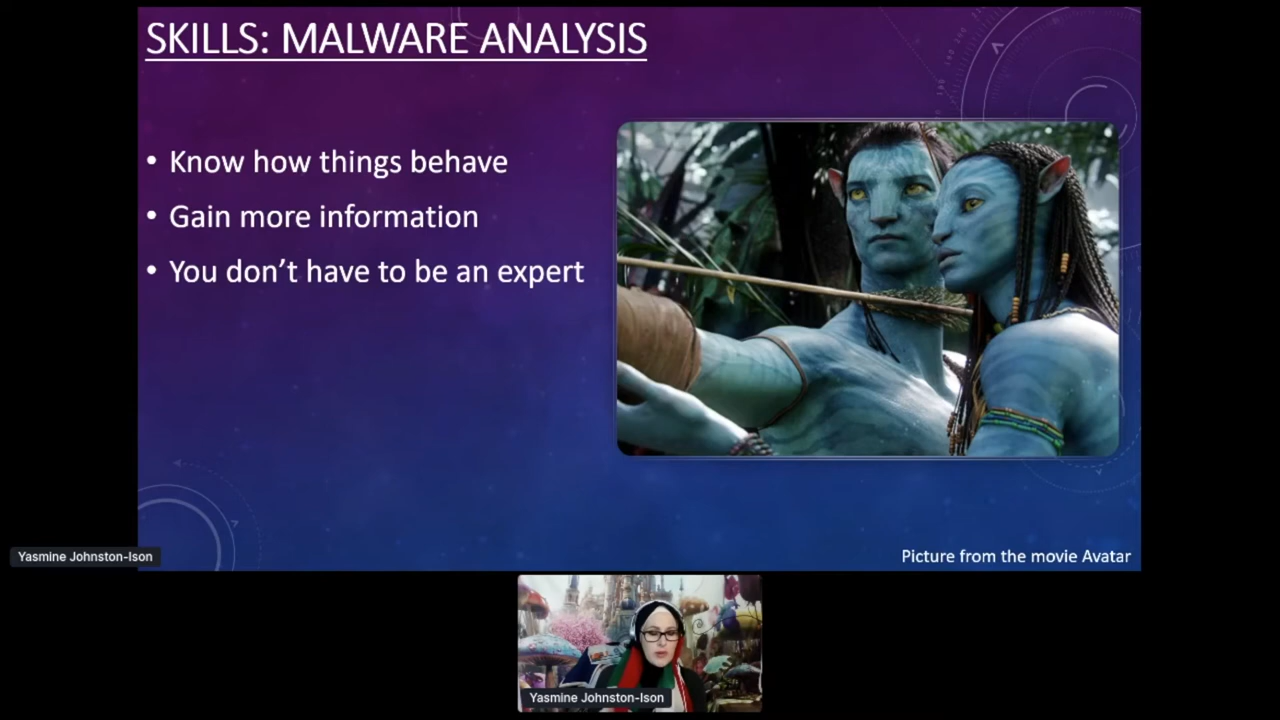 SKILLS: MALWARE ANALYSIS
• Know how things behave
• Gain more information
• You don't have to be an expert
Yasmine Johnston-Ison
Picture from the movie Avatar
Yasmine Johnston-Ison